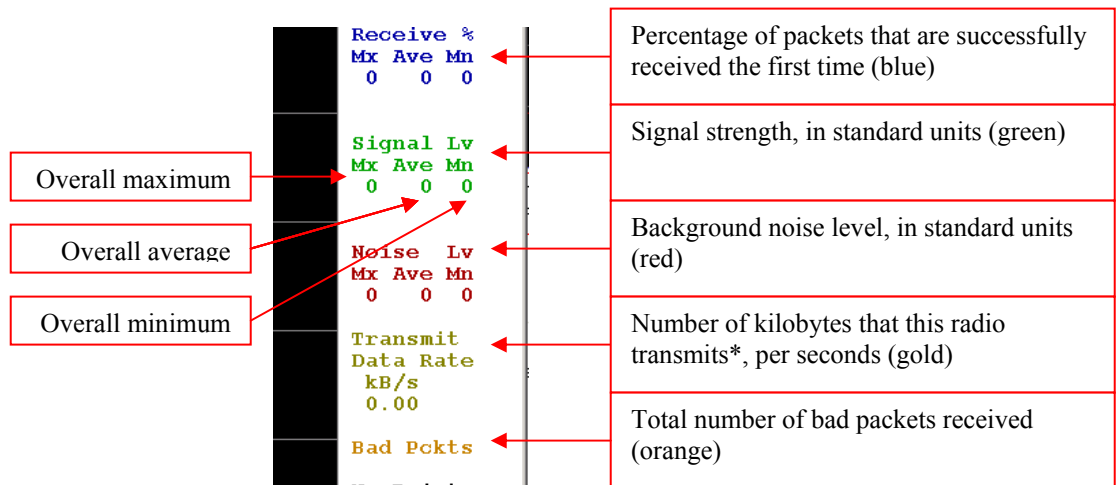 Receive %
Mx Ave Mn
0 0 0
Signal Lv
Mx Ave Mn
0 0 0
Noise Lv
Mx Ave Mn
0 0 0
Transmit
Data Rate
kB/s
0.00
Bad Pckts
Overall maximum
Overall average
Overall minimum
Percentage of packets that are successfully
received the first time (blue)
Signal strength, in standard units (green)
Background noise level, in standard units
(red)
Number of kilobytes that this radio
transmits*, per seconds (gold)
Total number of bad packets received
(orange)